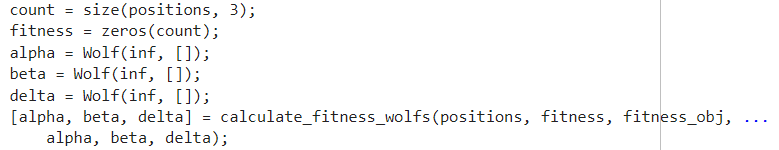 count = size(positions, 3);
fitness = zeros(count);
alpha = Wolf(inf, []);
beta = Wolf(inf, []);
delta = Wolf(inf, []);
[alpha, beta, delta] = calculate_fitness_wolfs(positions, fitness, fitness_obj, ...
    alpha, beta, delta);